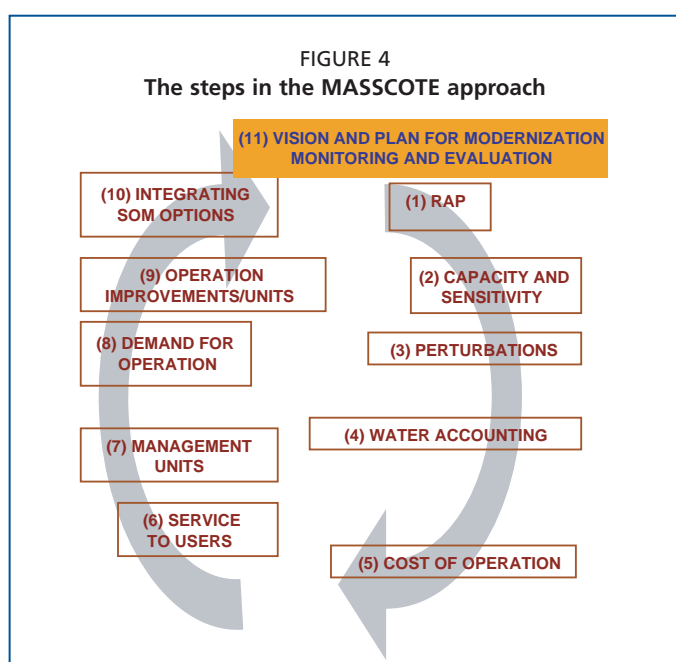 FIGURE 4
The steps in the MASSCOTE approach
(11) VISION AND PLAN FOR MODERNIZATION
MONITORING AND EVALUATION
(1) RAP
(2) CAPACITY AND
SENSITIVITY
(3) PERTURBATIONS
(4) WATER ACCOUNTING
(5) COST OF OPERATION
(6) SERVICE
TO USERS
(7) MANAGEMENT
UNITS
(8) DEMAND FOR
OPERATION
(9) OPERATION
IMPROVEMENTS/UNITS
(10) INTEGRATING
SOM OPTIONS